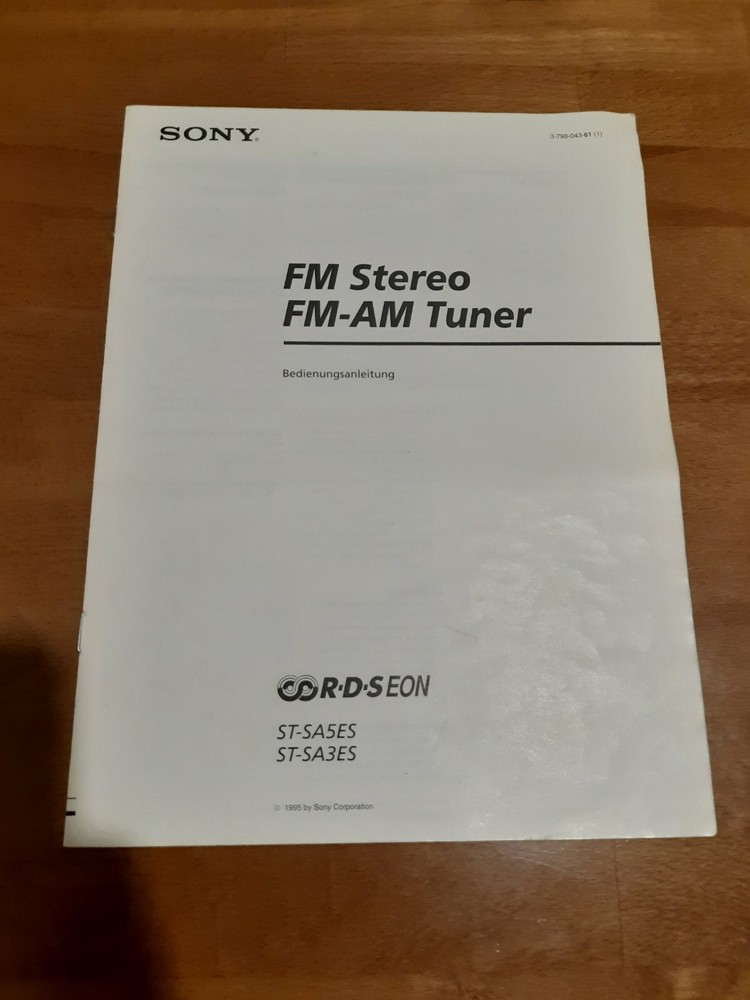 SONY®
3-798-043-61 (1)
FM Stereo
FM-AM Tuner
Bedienungsanleitung
R·D·S EON
ST-SA5ES
ST-SA3ES
© 1995 by Sony Corporation